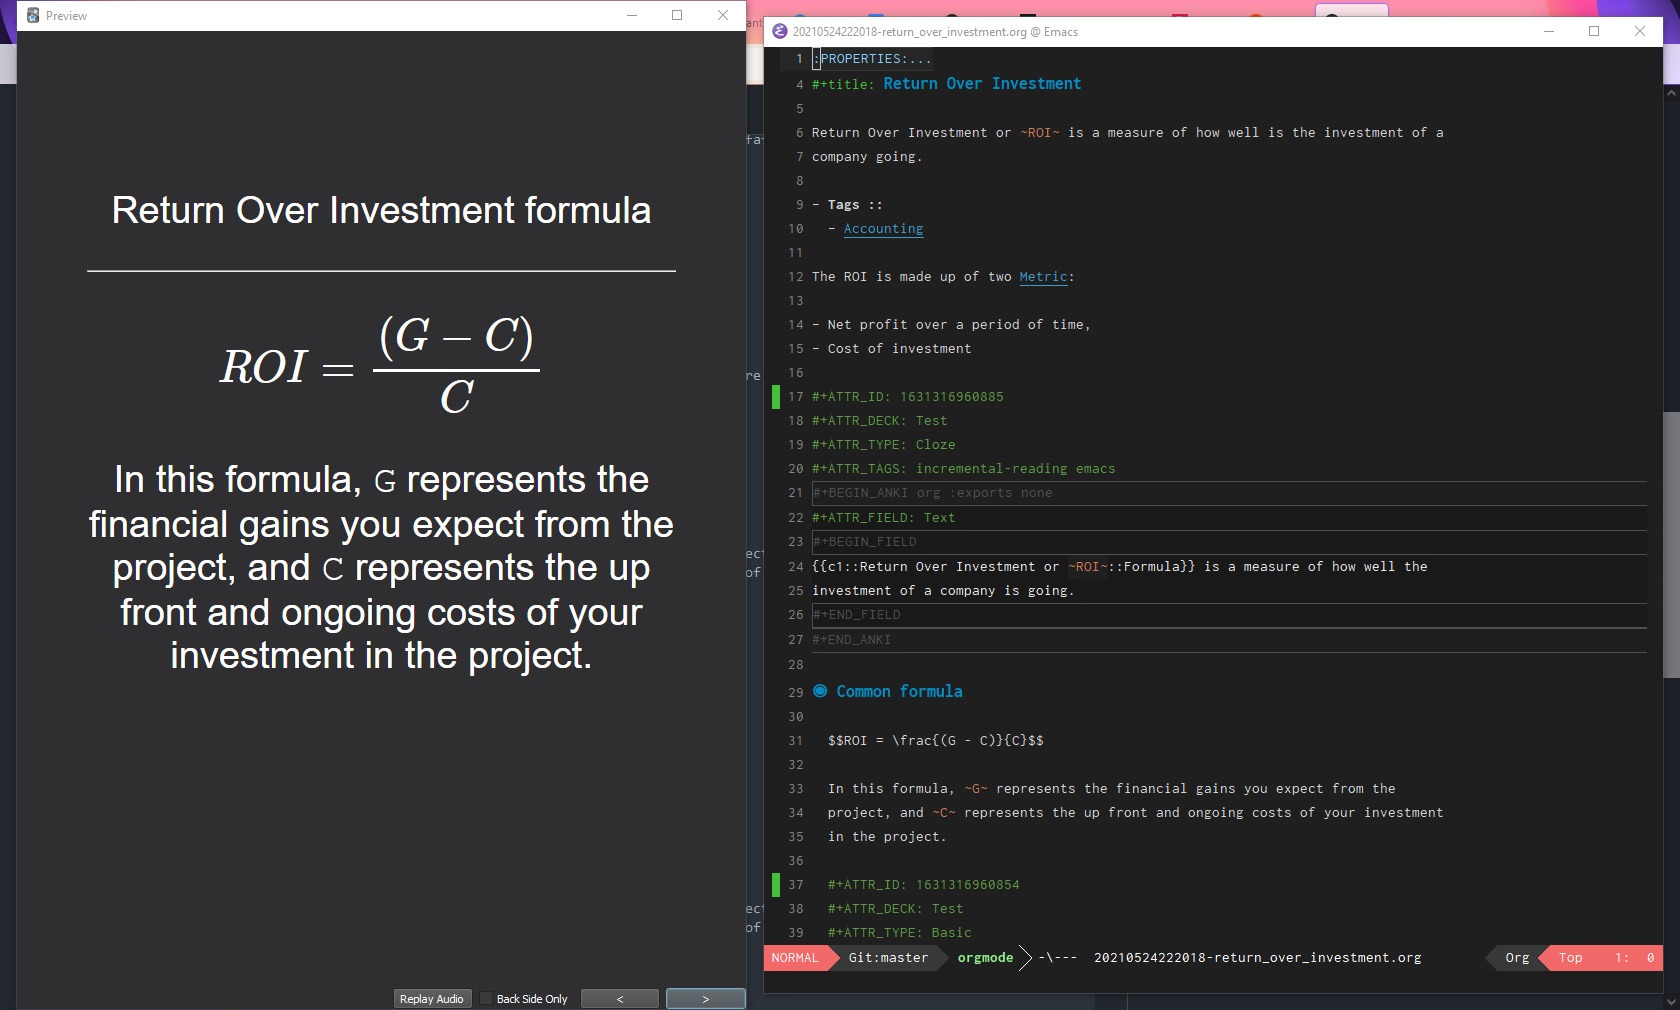 Preview
Return Over Investment formula
ROI = (G − C) / C
In this formula, G represents the
financial gains you expect from the
project, and C represents the up
front and ongoing costs of your
investment in the project.
Replay Audio
Back Side Only
<
>
20210524222018-return_over_investment.org @ Emacs
1 :PROPERTIES:...
4 #+title: Return Over Investment
5
6 Return Over Investment or ~ROI~ is a measure of how well is the investment of a
7 company going.
8
9 - Tags ::
10 - Accounting
11
12 The ROI is made up of two Metric:
13
14 - Net profit over a period of time,
15 - Cost of investment
16
17 #+ATTR_ID: 1631316960885
18 #+ATTR_DECK: Test
19 #+ATTR_TYPE: Cloze
20 #+ATTR_TAGS: incremental-reading emacs
21 #+BEGIN_ANKI org :exports none
22 #+ATTR_FIELD: Text
23 #+BEGIN_FIELD
24 {{c1::Return Over Investment or ~ROI~::Formula}} is a measure of how well the
25 investment of a company is going.
26 #+END_FIELD
27 #+END_ANKI
28
29 ◉ Common formula
30
31 $$ROI = \frac{(G - C)}{C}$$
32
33 In this formula, ~G~ represents the financial gains you expect from the
34 project, and ~C~ represents the up front and ongoing costs of your investment
35 in the project.
36
37 #+ATTR_ID: 1631316960854
38 #+ATTR_DECK: Test
39 #+ATTR_TYPE: Basic
NORMAL Git:master orgmode -\--- 20210524222018-return_over_investment.org Org Top 1: 0